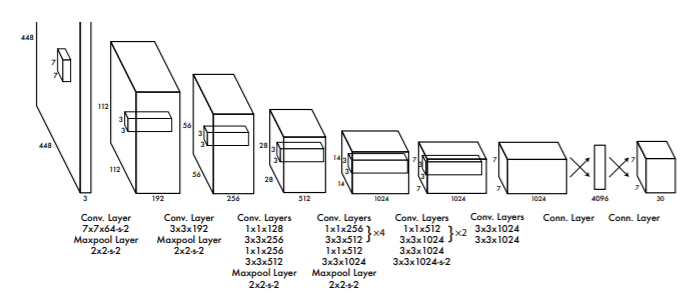 448
7
7
448
3
112
3
3
112
192
56
3
3
56
256
28
3
3
28
512
14
3
3
14
1024
7
3
3
7
1024
7
7
1024
4096
7
7
30
Conv. Layer
7x7x64-s-2
Maxpool Layer
2x2-s-2
Conv. Layer
3x3x192
Maxpool Layer
2x2-s-2
Conv. Layers
1x1x128
3x3x256
1x1x256
3x3x512
Maxpool Layer
2x2-s-2
Conv. Layers
1x1x256
3x3x512 }×4
1x1x512
3x3x1024
Maxpool Layer
2x2-s-2
Conv. Layers
1x1x512
3x3x1024 }×2
3x3x1024
3x3x1024-s-2
Conv. Layers
3x3x1024
3x3x1024
Conn. Layer
Conn. Layer